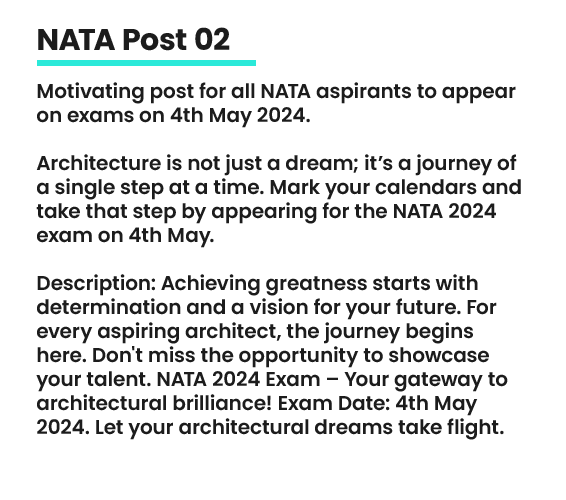 NATA Post 02
Motivating post for all NATA aspirants to appear
on exams on 4th May 2024.
Architecture is not just a dream; it’s a journey of
a single step at a time. Mark your calendars and
take that step by appearing for the NATA 2024
exam on 4th May.
Description: Achieving greatness starts with
determination and a vision for your future. For
every aspiring architect, the journey begins
here. Don't miss the opportunity to showcase
your talent. NATA 2024 Exam – Your gateway to
architectural brilliance! Exam Date: 4th May
2024. Let your architectural dreams take flight.